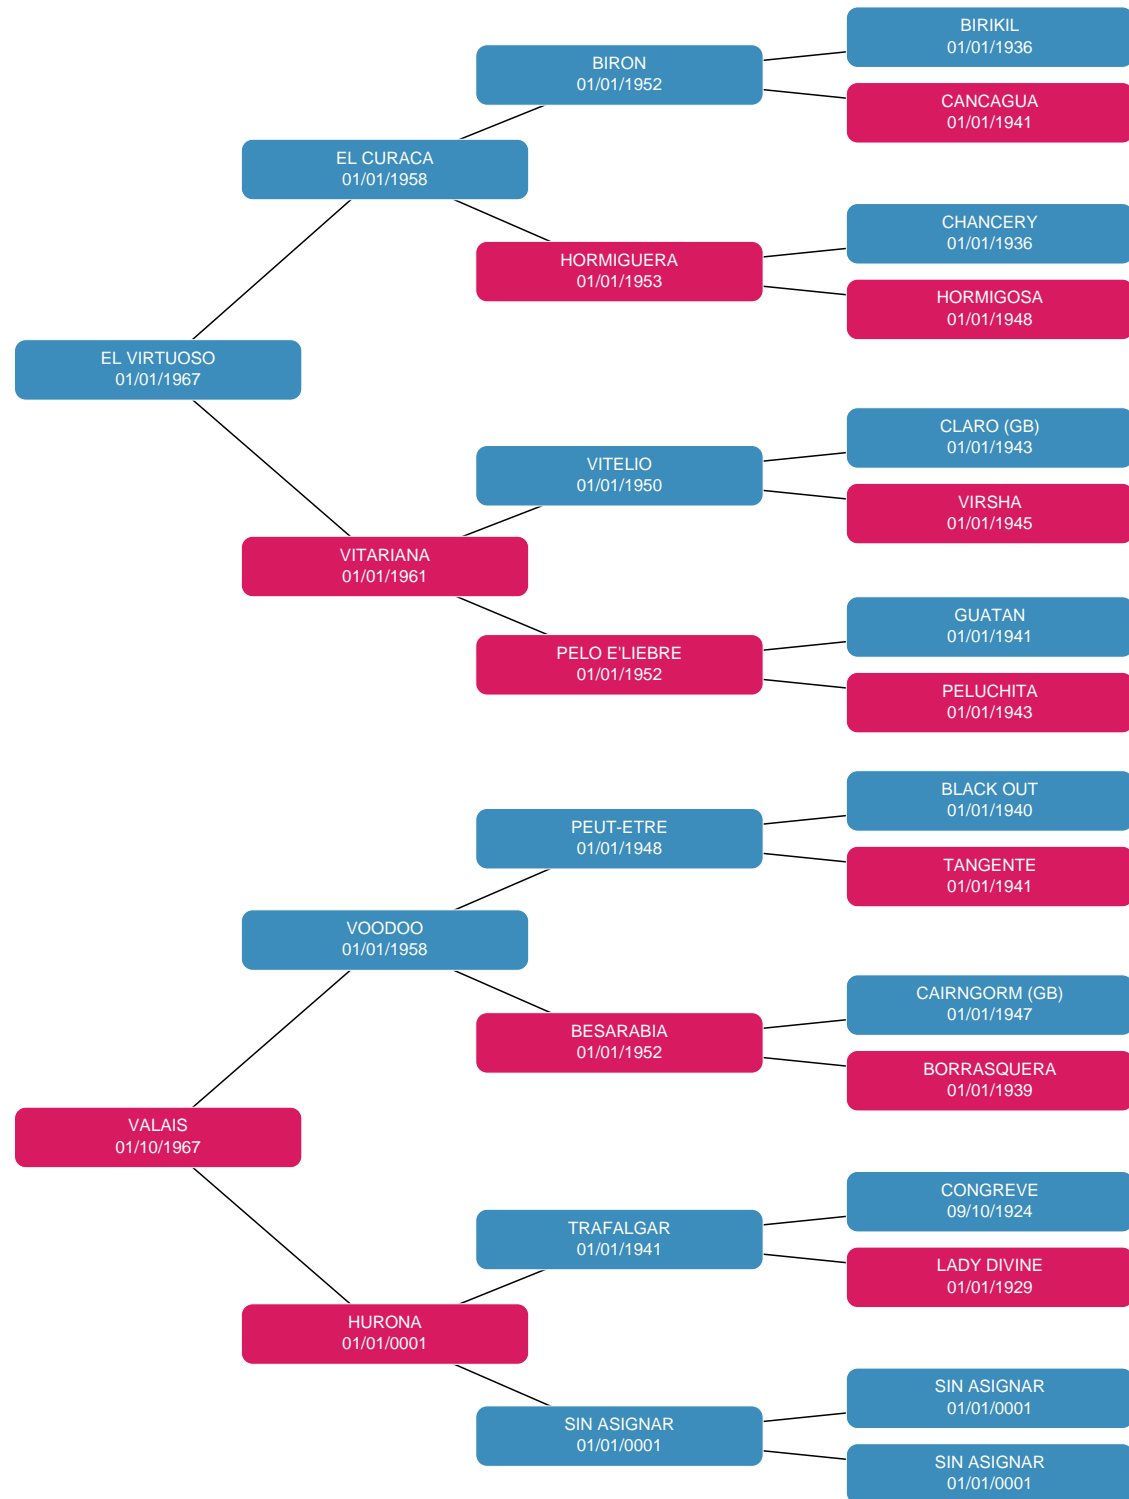 BIRIKIL
01/01/1936
BIRON
01/01/1952
CANCAGUA
01/01/1941
EL CURACA
01/01/1958
CHANCERY
01/01/1936
HORMIGUERA
01/01/1953
HORMIGOSA
01/01/1948
EL VIRTUOSO
01/01/1967
CLARO (GB)
01/01/1943
VITELIO
01/01/1950
VIRSHA
01/01/1945
VITARIANA
01/01/1961
GUATAN
01/01/1941
PELO E'LIEBRE
01/01/1952
PELUCHITA
01/01/1943
BLACK OUT
01/01/1940
PEUT-ETRE
01/01/1948
TANGENTE
01/01/1941
VOODOO
01/01/1958
CAIRNGORM (GB)
01/01/1947
BESARABIA
01/01/1952
BORRASQUERA
01/01/1939
VALAIS
01/10/1967
CONGREVE
09/10/1924
TRAFALGAR
01/01/1941
LADY DIVINE
01/01/1929
HURONA
01/01/0001
SIN ASIGNAR
01/01/0001
SIN ASIGNAR
01/01/0001
SIN ASIGNAR
01/01/0001